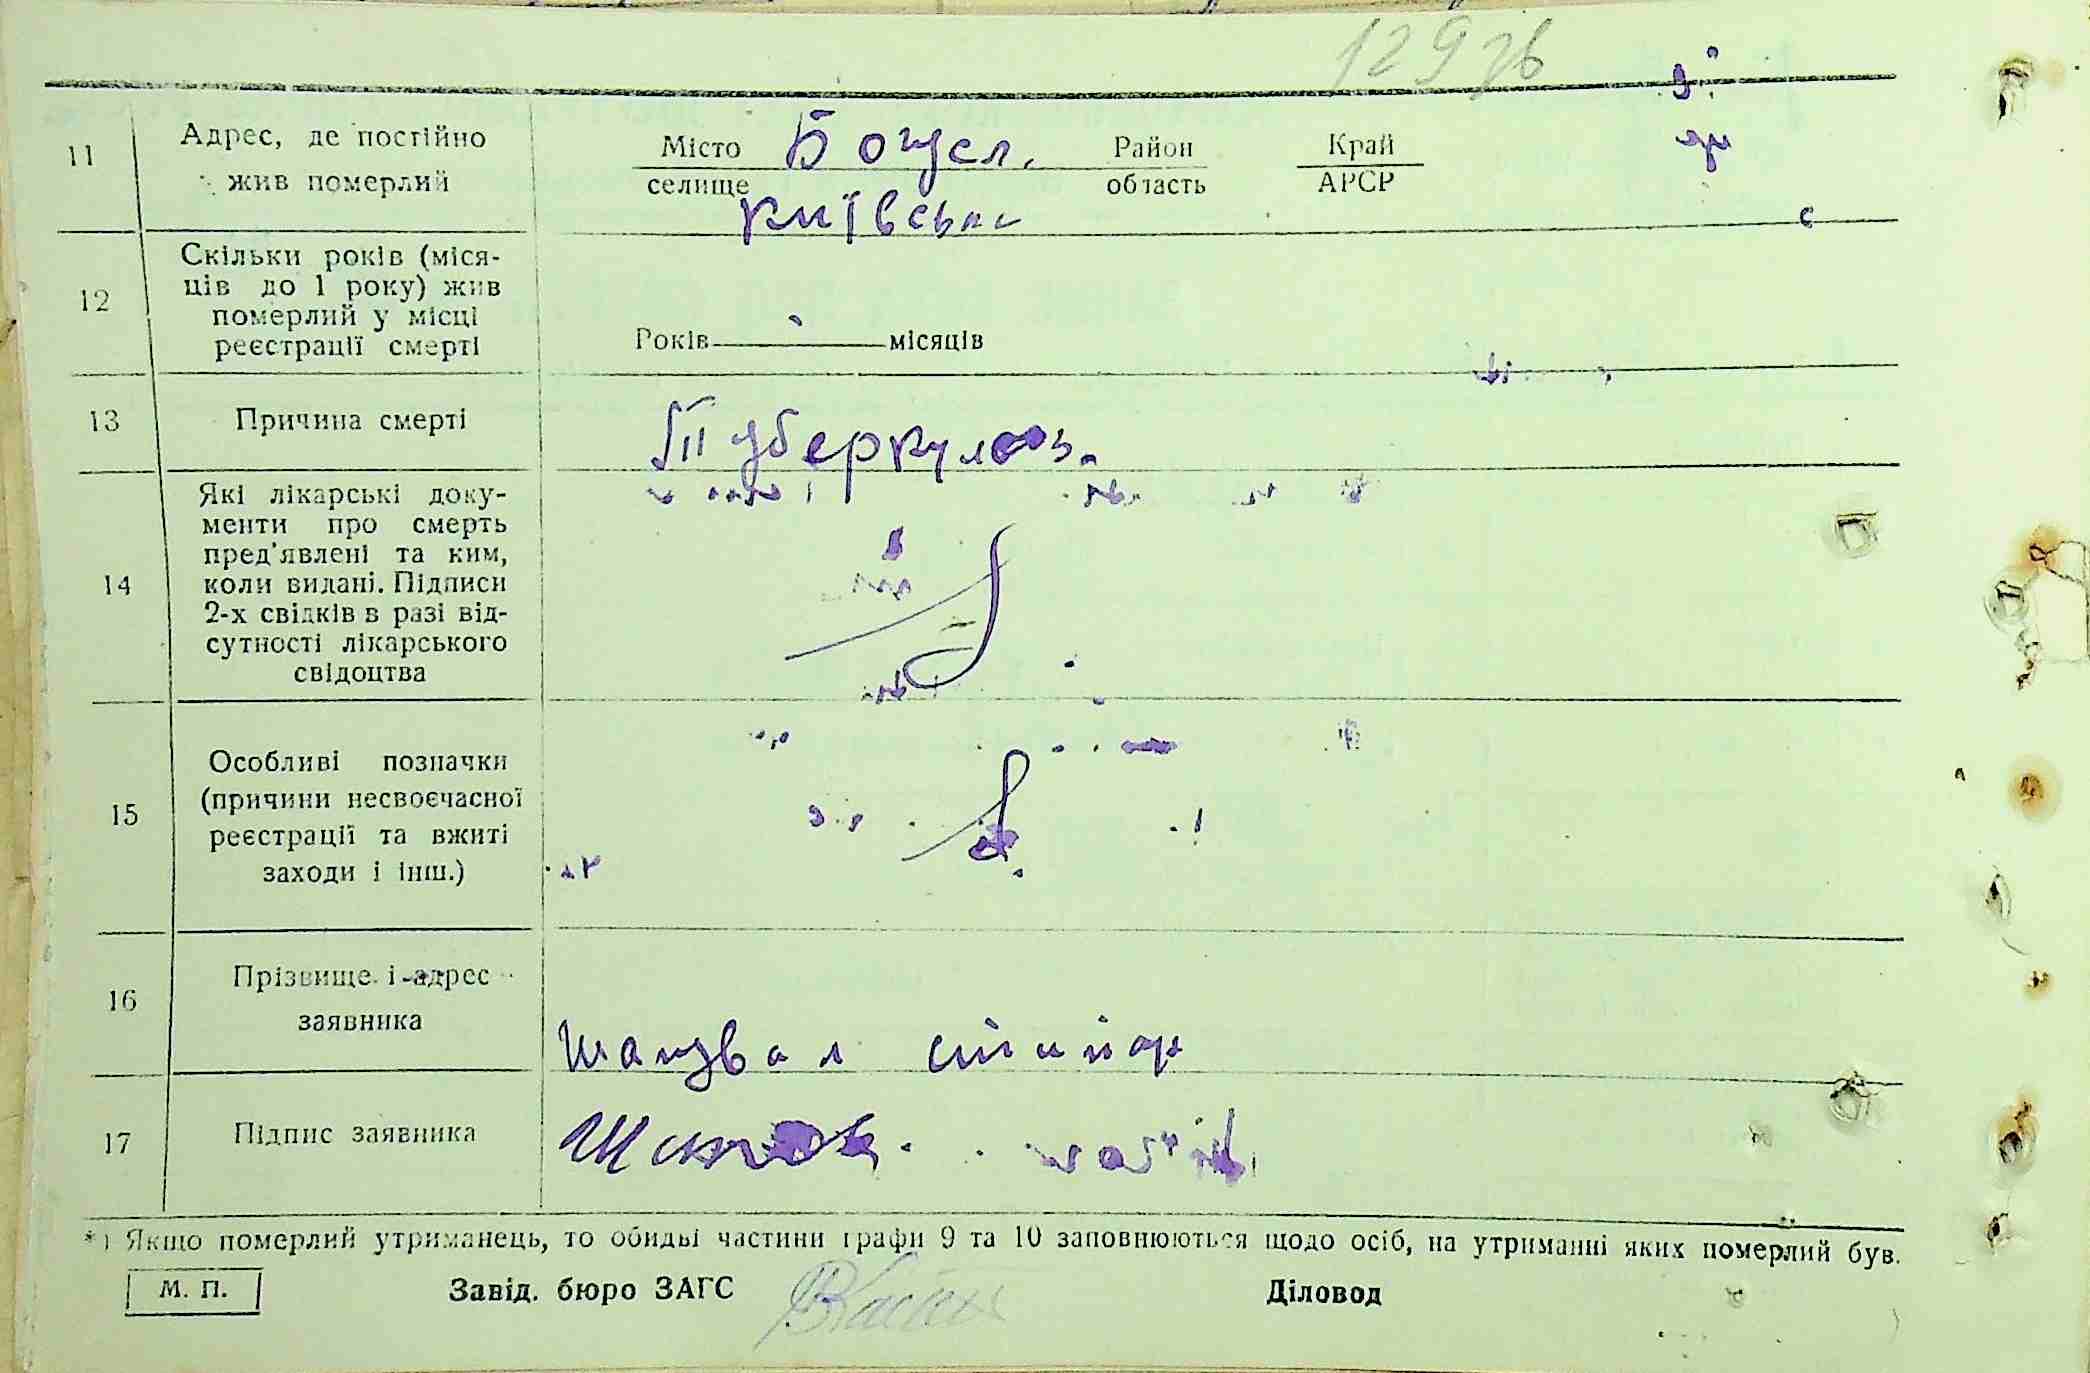 129 зв
11 Адрес, де постійно жив померлий
Місто селище Район область Край АРСР
Київська
12 Скільки років (міся-
ців до 1 року) жив
померлий у місці
реєстрації смерті
Років місяців
13 Причина смерті Туберкульоз.
14 Які лікарські доку-
менти про смерть
пред'явлені та ким,
коли видані. Підписи
2-х свідків в разі від-
сутності лікарського
свідоцтва
15 Особливі позначки
(причини несвоєчасної
реєстрації та вжиті
заходи і інш.)
16 Прізвище і адрес
заявника
17 Підпис заявника
*) Якщо померлий утриманець, то обидві частини графи 9 та 10 заповнюються щодо осіб, на утриманні яких померлий був.
М. П. Завід. бюро ЗАГС Діловод